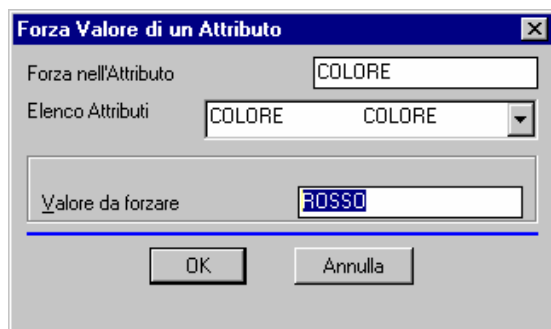 Forza Valore di un Attributo
Forza nell'Attributo COLORE
Elenco Attributi COLORE COLORE
Valore da forzare ROSSO
OK Annulla